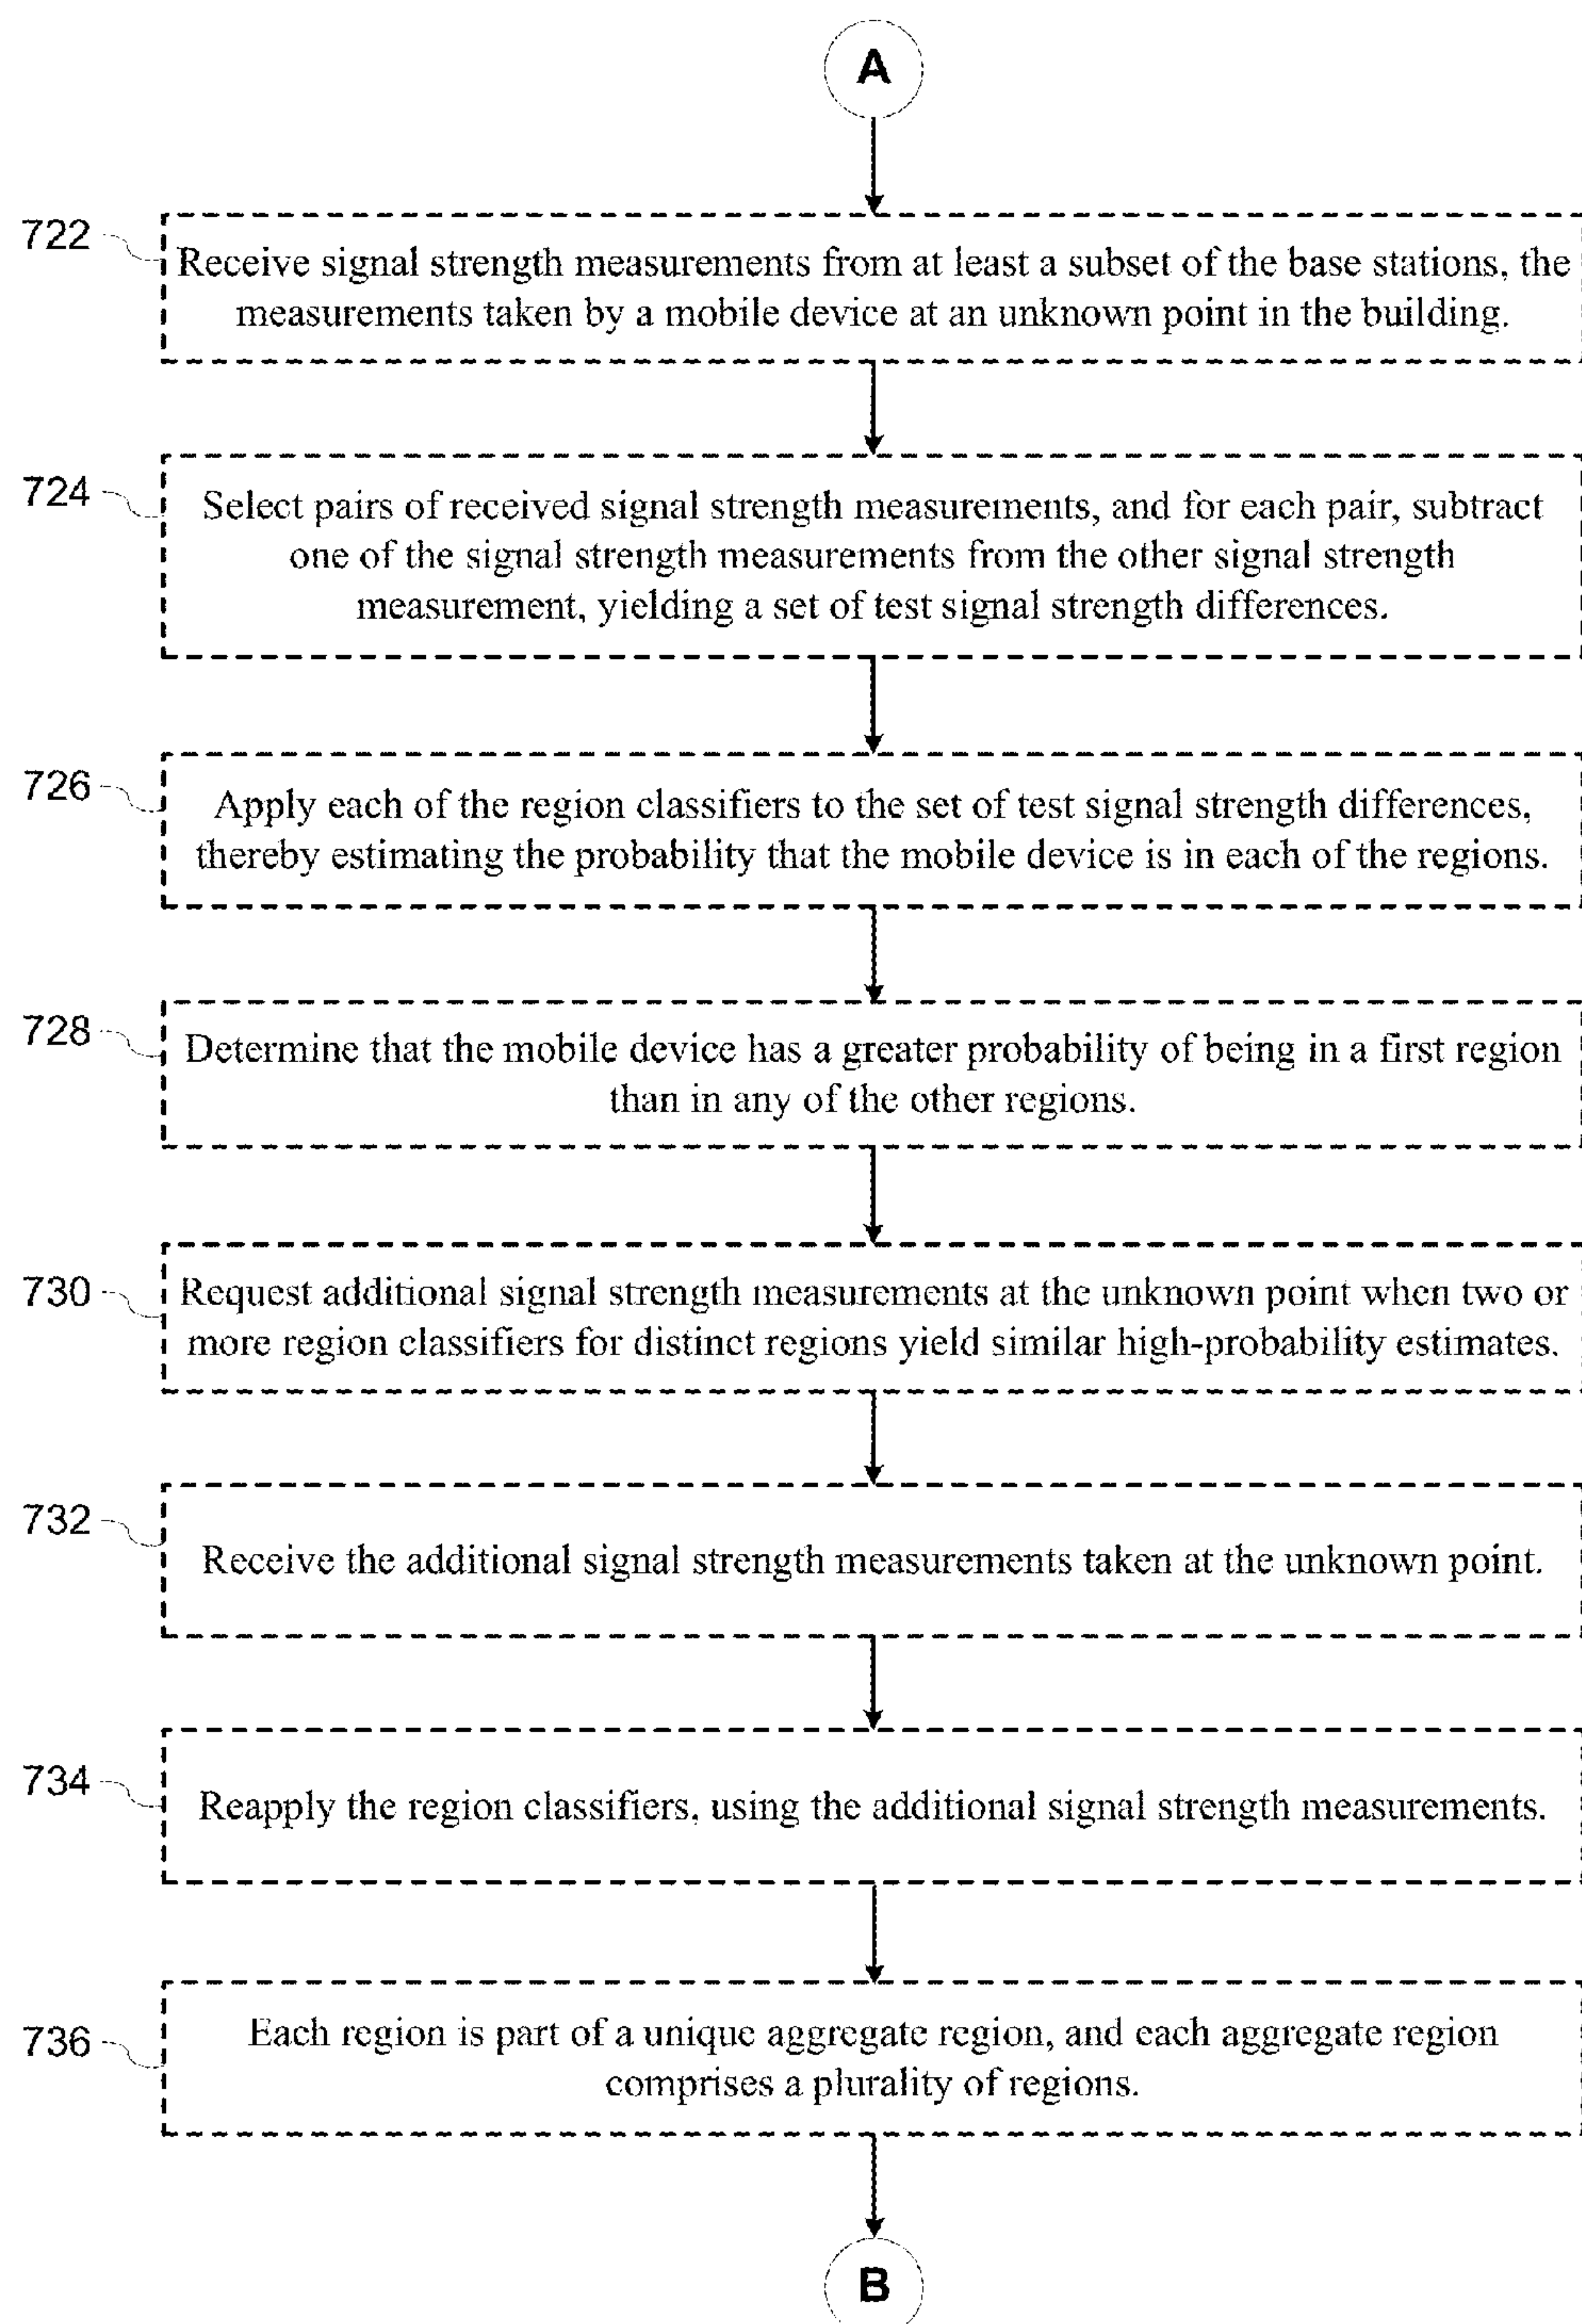 A
722
Receive signal strength measurements from at least a subset of the base stations, the
measurements taken by a mobile device at an unknown point in the building.
724
Select pairs of received signal strength measurements, and for each pair, subtract
one of the signal strength measurements from the other signal strength
measurement, yielding a set of test signal strength differences.
726
Apply each of the region classifiers to the set of test signal strength differences,
thereby estimating the probability that the mobile device is in each of the regions.
728
Determine that the mobile device has a greater probability of being in a first region
than in any of the other regions.
730
Request additional signal strength measurements at the unknown point when two or
more region classifiers for distinct regions yield similar high-probability estimates.
732
Receive the additional signal strength measurements taken at the unknown point.
734
Reapply the region classifiers, using the additional signal strength measurements.
736
Each region is part of a unique aggregate region, and each aggregate region
comprises a plurality of regions.
B